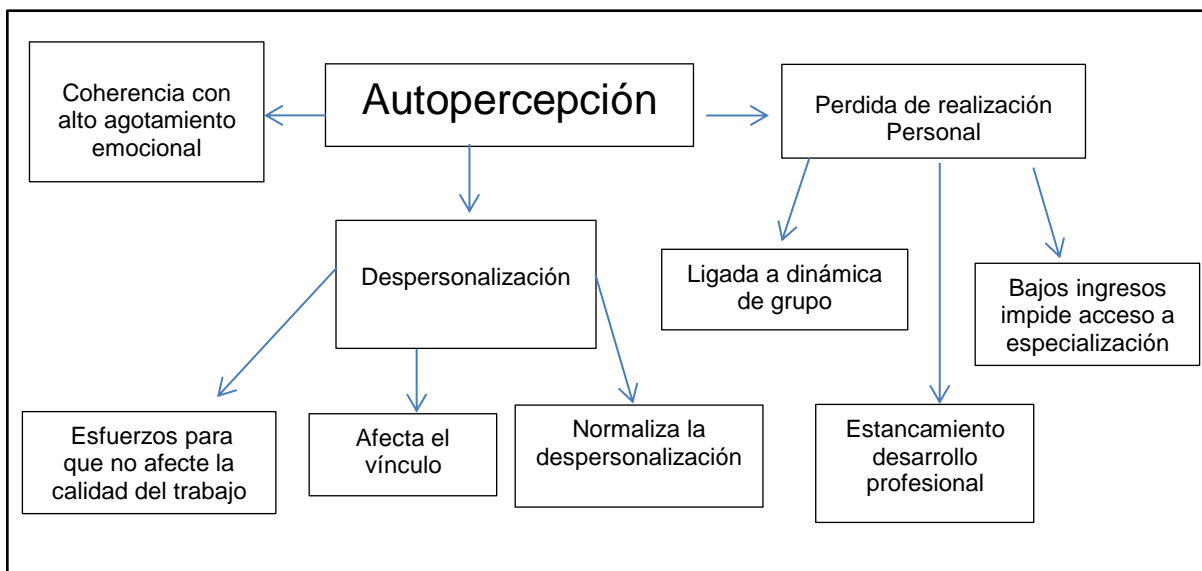 Autopercepción
Coherencia con
alto agotamiento
emocional
Perdida de realización
Personal
Despersonalización
Ligada a dinámica
de grupo
Bajos ingresos
impide acceso a
especialización
Esfuerzos para
que no afecte la
calidad del trabajo
Afecta el
vínculo
Normaliza la
despersonalización
Estancamiento
desarrollo
profesional